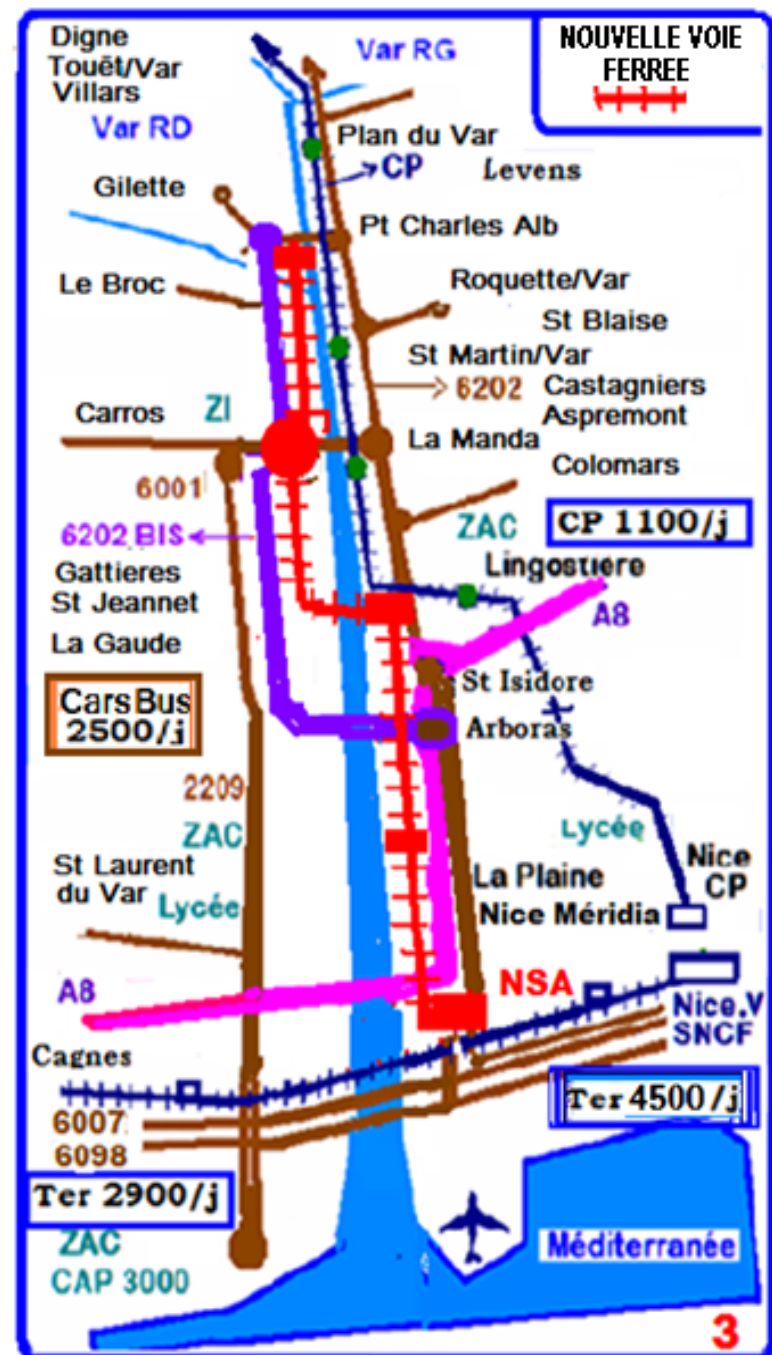 Digne
Touët/Var
Villars
Var RG
NOUVELLE VOIE
FERREE
Var RD
Plan du Var
CP
Levens
Gilette
Pt Charles Alb
Le Broc
Roquette/Var
St Blaise
St Martin/Var
6202
Castagniers
Aspremont
Carros
ZI
La Manda
Colomars
6001
6202 BIS
ZAC
CP 1100/j
Gattieres
St Jeannet
La Gaude
Lingostiere
A8
Cars Bus
2500/j
St Isidore
Arboras
2209
ZAC
Lycée
St Laurent
du Var
Lycée
La Plaine
Nice Méridia
Nice
CP
A8
NSA
Nice.V
SNCF
Cagnes
6007
6098
Ter 4500/j
Ter 2900/j
ZAC
CAP 3000
Méditerranée
3